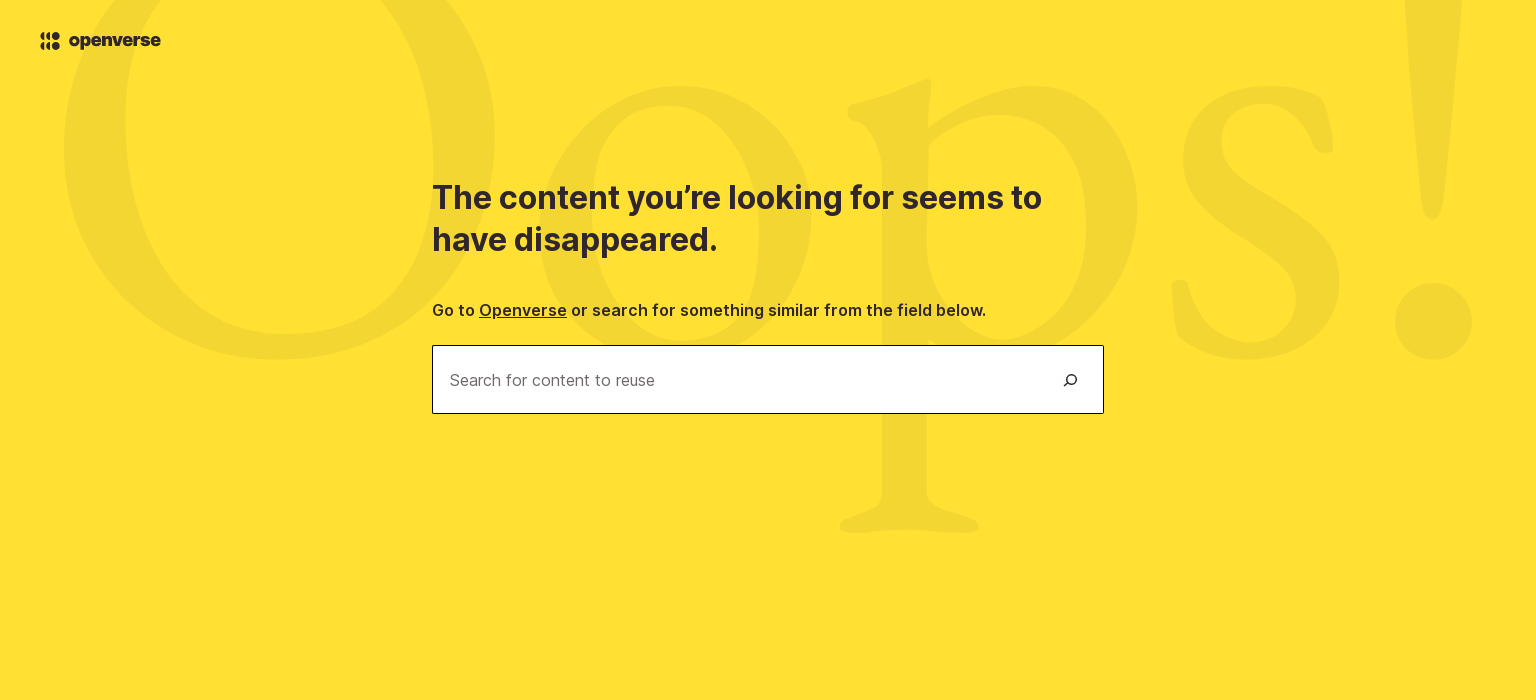 openverse
Oops!
The content you’re looking for seems to
have disappeared.
Go to Openverse or search for something similar from the field below.
Search for content to reuse